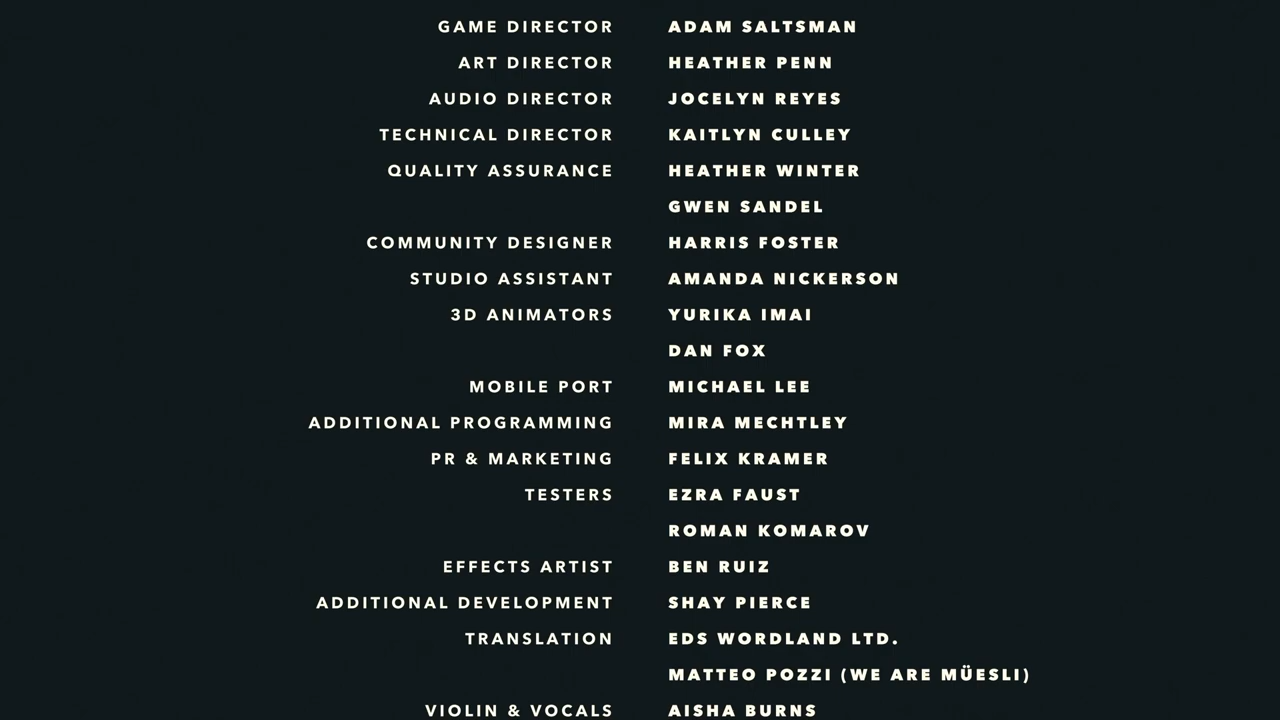 GAME DIRECTOR ADAM SALTSMAN
ART DIRECTOR HEATHER PENN
AUDIO DIRECTOR JOCELYN REYES
TECHNICAL DIRECTOR KAITLYN CULLEY
QUALITY ASSURANCE HEATHER WINTER
GWEN SANDEL
COMMUNITY DESIGNER HARRIS FOSTER
STUDIO ASSISTANT AMANDA NICKERSON
3D ANIMATORS YURIKA IMAI
DAN FOX
MOBILE PORT MICHAEL LEE
ADDITIONAL PROGRAMMING MIRA MECHTLEY
PR & MARKETING FELIX KRAMER
TESTERS EZRA FAUST
ROMAN KOMAROV
EFFECTS ARTIST BEN RUIZ
ADDITIONAL DEVELOPMENT SHAY PIERCE
TRANSLATION EDS WORDLAND LTD.
MATTEO POZZI (WE ARE MÜESLI)
VIOLIN & VOCALS AISHA BURNS